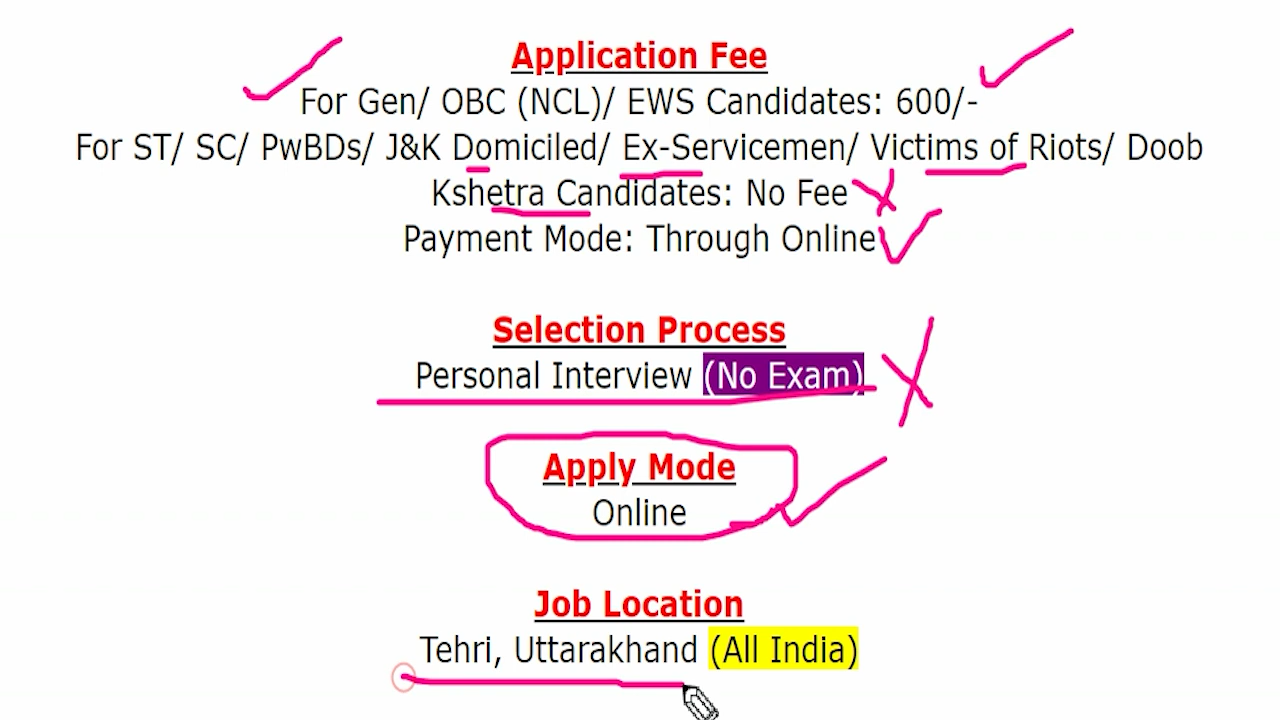 Application Fee
For Gen/ OBC (NCL)/ EWS Candidates: 600/-
For ST/ SC/ PwBDs/ J&K Domiciled/ Ex-Servicemen/ Victims of Riots/ Doob
Kshetra Candidates: No Fee
Payment Mode: Through Online
Selection Process
Personal Interview (No Exam)
Apply Mode
Online
Job Location
Tehri, Uttarakhand (All India)